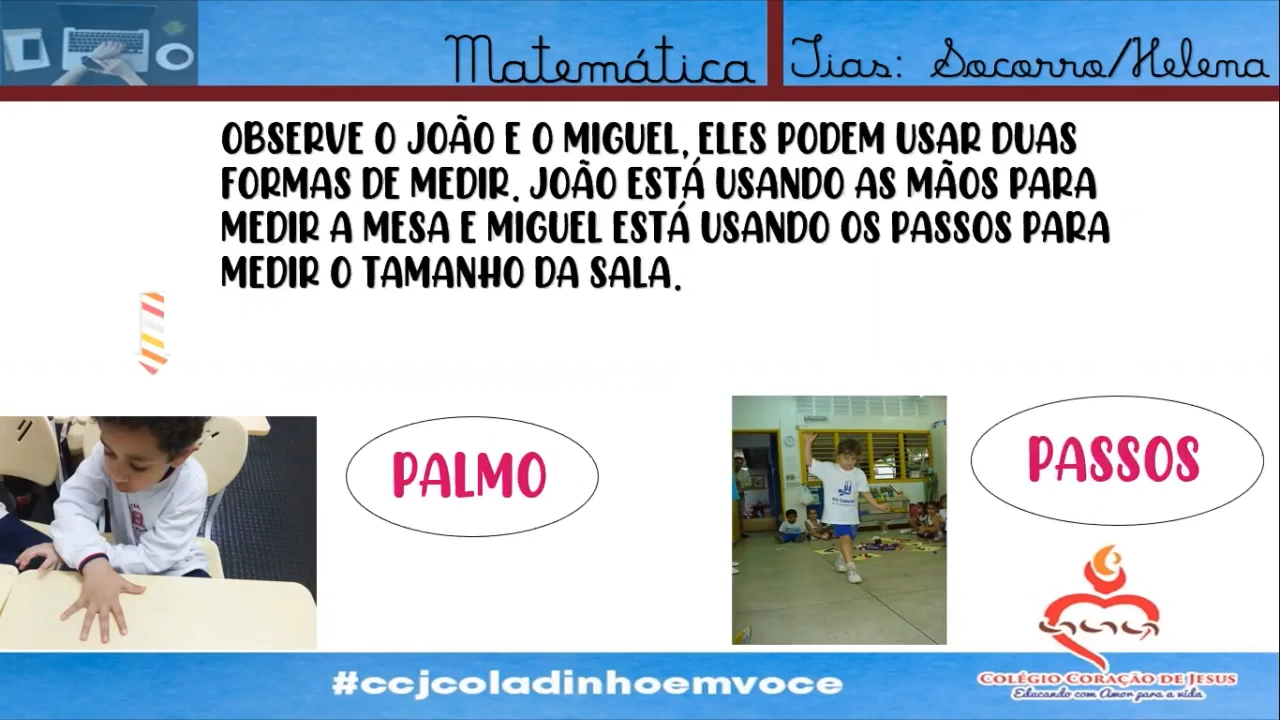 Matemática
Tias: Socorro/Helena
OBSERVE O JOÃO E O MIGUEL, ELES PODEM USAR DUAS
FORMAS DE MEDIR. JOÃO ESTÁ USANDO AS MÃOS PARA
MEDIR A MESA E MIGUEL ESTÁ USANDO OS PASSOS PARA
MEDIR O TAMANHO DA SALA.
PALMO
PASSOS
#ccjcoladinhoemvoce
COLÉGIO CORAÇÃO DE JESUS
Educando com Amor para a vida